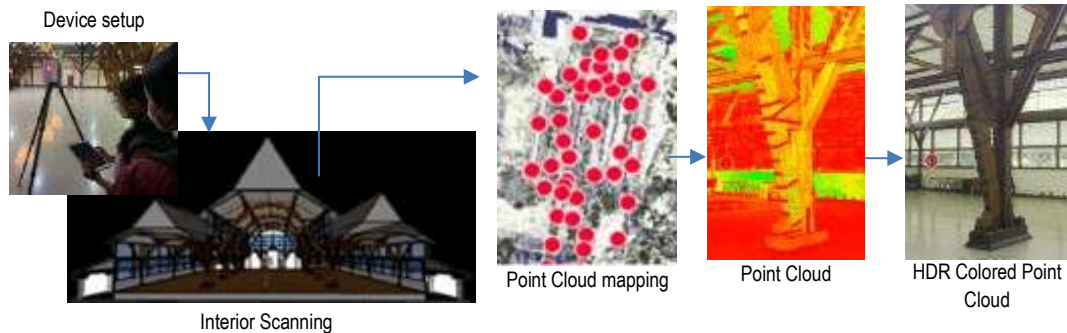 Device setup
Interior Scanning
Point Cloud mapping
Point Cloud
HDR Colored Point
Cloud